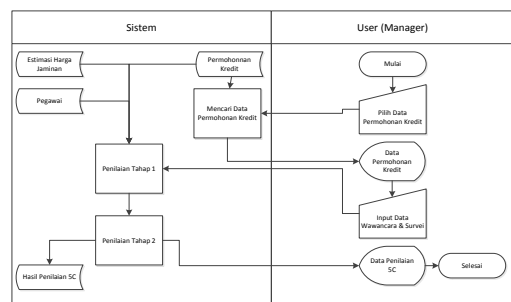 Sistem
User (Manager)
Estimasi Harga
Jaminan
Permohonnan
Kredit
Mulai
Pegawai
Mencari Data
Permohonan Kredit
Pilih Data
Permohonan Kredit
Penilaian Tahap 1
Data
Permohonan
Kredit
Input Data
Wawancara & Survei
Penilaian Tahap 2
Hasil Penilaian 5C
Data Penilaian
5C
Selesai